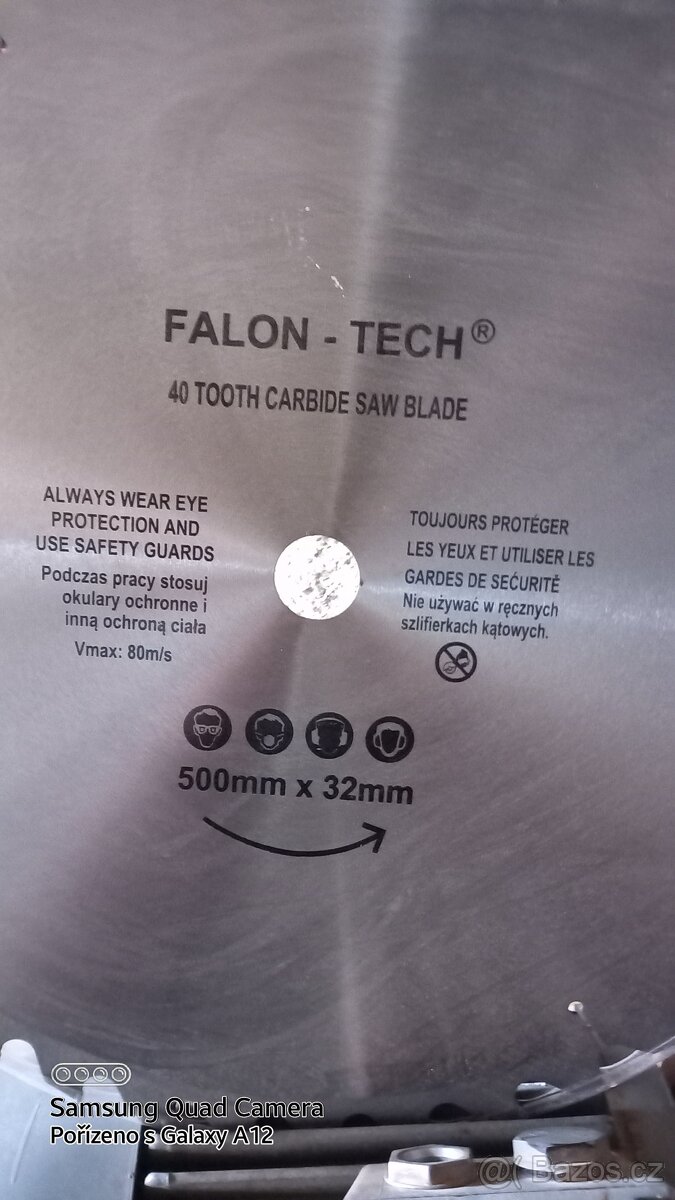 FALON - TECH®
40 TOOTH CARBIDE SAW BLADE
ALWAYS WEAR EYE
PROTECTION AND
USE SAFETY GUARDS
Podczas pracy stosuj
okulary ochronne i
inną ochroną ciała
Vmax: 80m/s
TOUJOURS PROTÉGER
LES YEUX ET UTILISER LES
GARDES DE SEĆURITĖ
Nie używać w ręcznych
szlifierkach kątowych.
500mm x 32mm
Samsung Quad Camera
Pořízeno s Galaxy A12
@( Bazos.cz